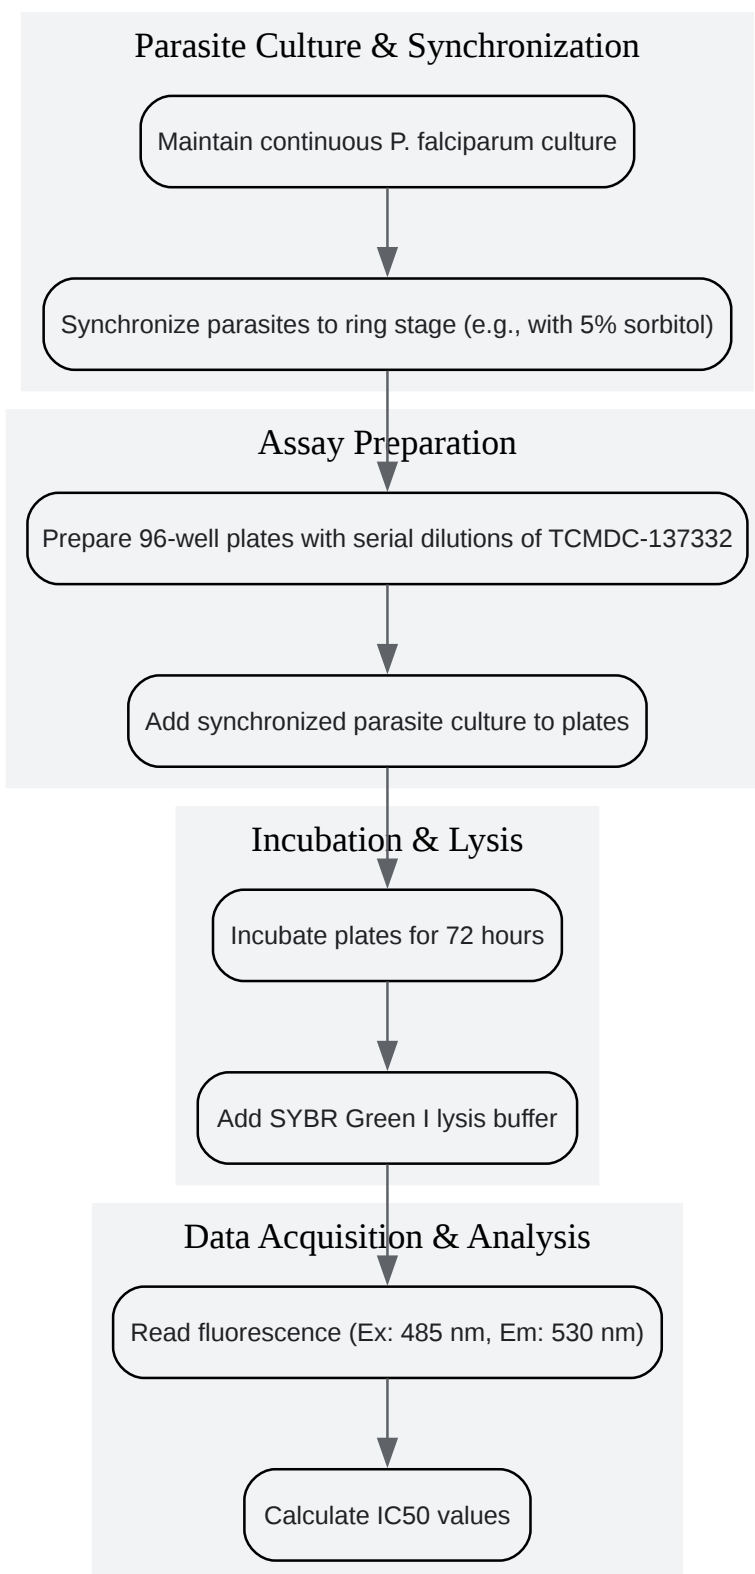 Parasite Culture & Synchronization
Maintain continuous P. falciparum culture
Synchronize parasites to ring stage (e.g., with 5% sorbitol)
Assay Preparation
Prepare 96-well plates with serial dilutions of TCMDC-137332
Add synchronized parasite culture to plates
Incubation & Lysis
Incubate plates for 72 hours
Add SYBR Green I lysis buffer
Data Acquisition & Analysis
Read fluorescence (Ex: 485 nm, Em: 530 nm)
Calculate IC50 values